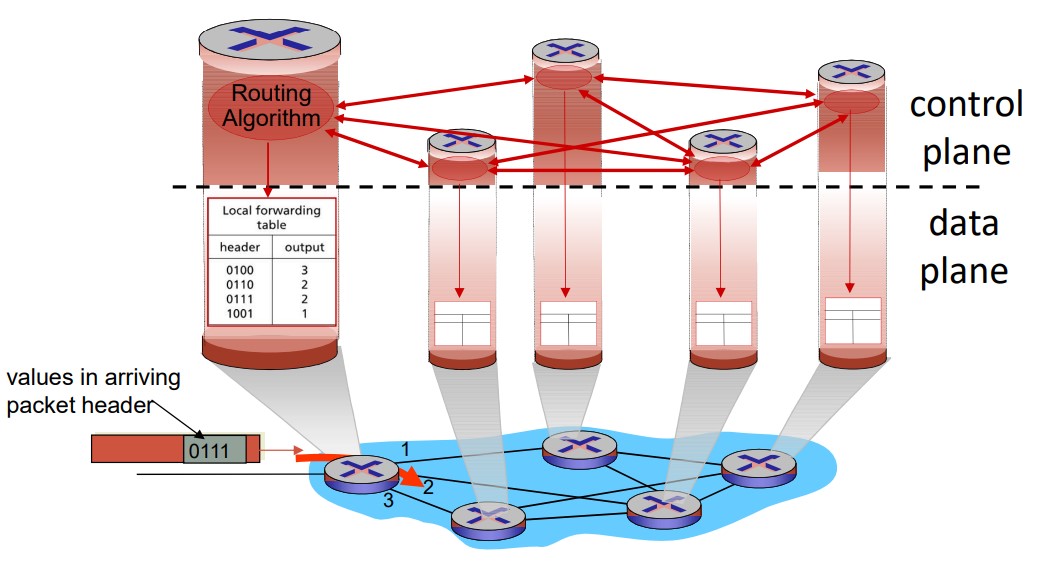 Routing
Algorithm
control
plane
data
plane
Local forwarding
table
header output
0100 3
0110 2
0111 2
1001 1
values in arriving
packet header
0111
1
2
3